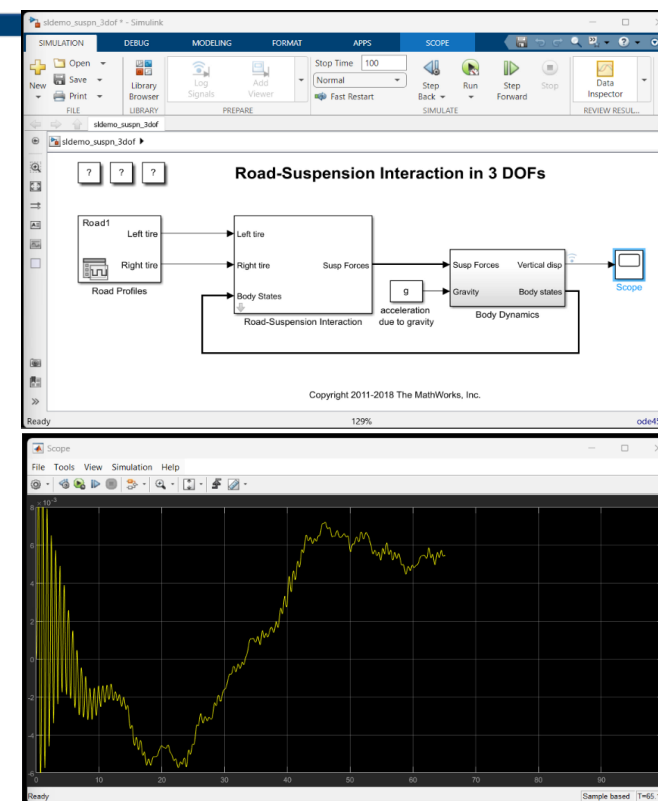 sldemo_suspn_3dof * - Simulink
SIMULATION DEBUG MODELING FORMAT APPS SCOPE
New Open Save Print Library Browser Log Signals Add Viewer Stop Time 100 Normal Fast Restart Step Back Run Step Forward Stop Data Inspector
FILE LIBRARY PREPARE SIMULATE REVIEW RESUL...
sldemo_suspn_3dof
sldemo_suspn_3dof
? ? ? Road-Suspension Interaction in 3 DOFs
Road1
Left tire Left tire
Right tire Right tire Susp Forces Susp Forces Vertical disp
Body States g Gravity Body states Scope
Road Profiles Road-Suspension Interaction acceleration due to gravity Body Dynamics
Copyright 2011-2018 The MathWorks, Inc.
Ready 129% ode45
Scope
File Tools View Simulation Help
× 10⁻³
8
6
4
2
0
-2
-4
-6
0 10 20 30 40 50 60 70 80 90
Ready Sample based